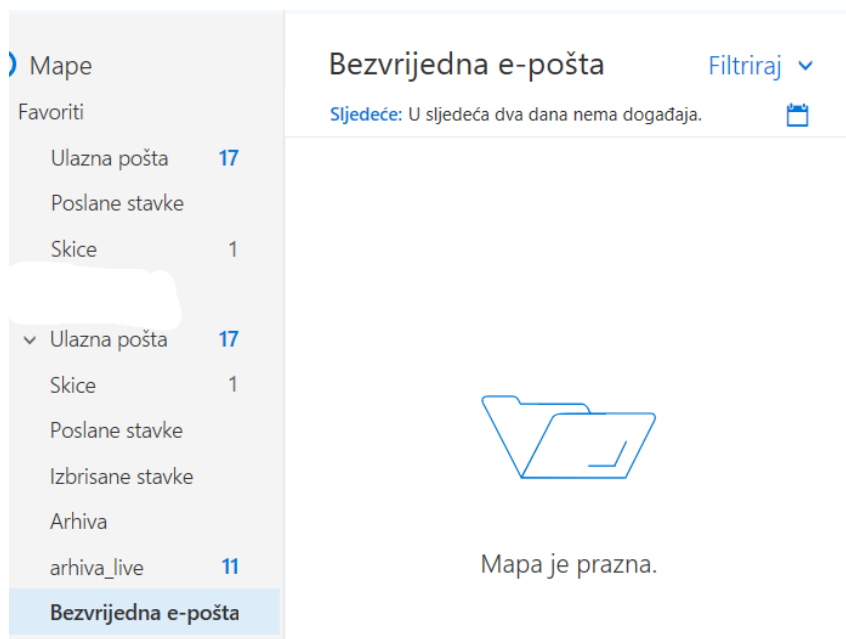 Mape
Favoriti
Ulazna pošta 17
Poslane stavke
Skice 1
Ulazna pošta 17
Skice 1
Poslane stavke
Izbrisane stavke
Arhiva
arhiva_live 11
Bezvrijedna e-pošta
Bezvrijedna e-pošta Filtriraj
Sljedeće: U sljedeća dva dana nema događaja.
Mapa je prazna.